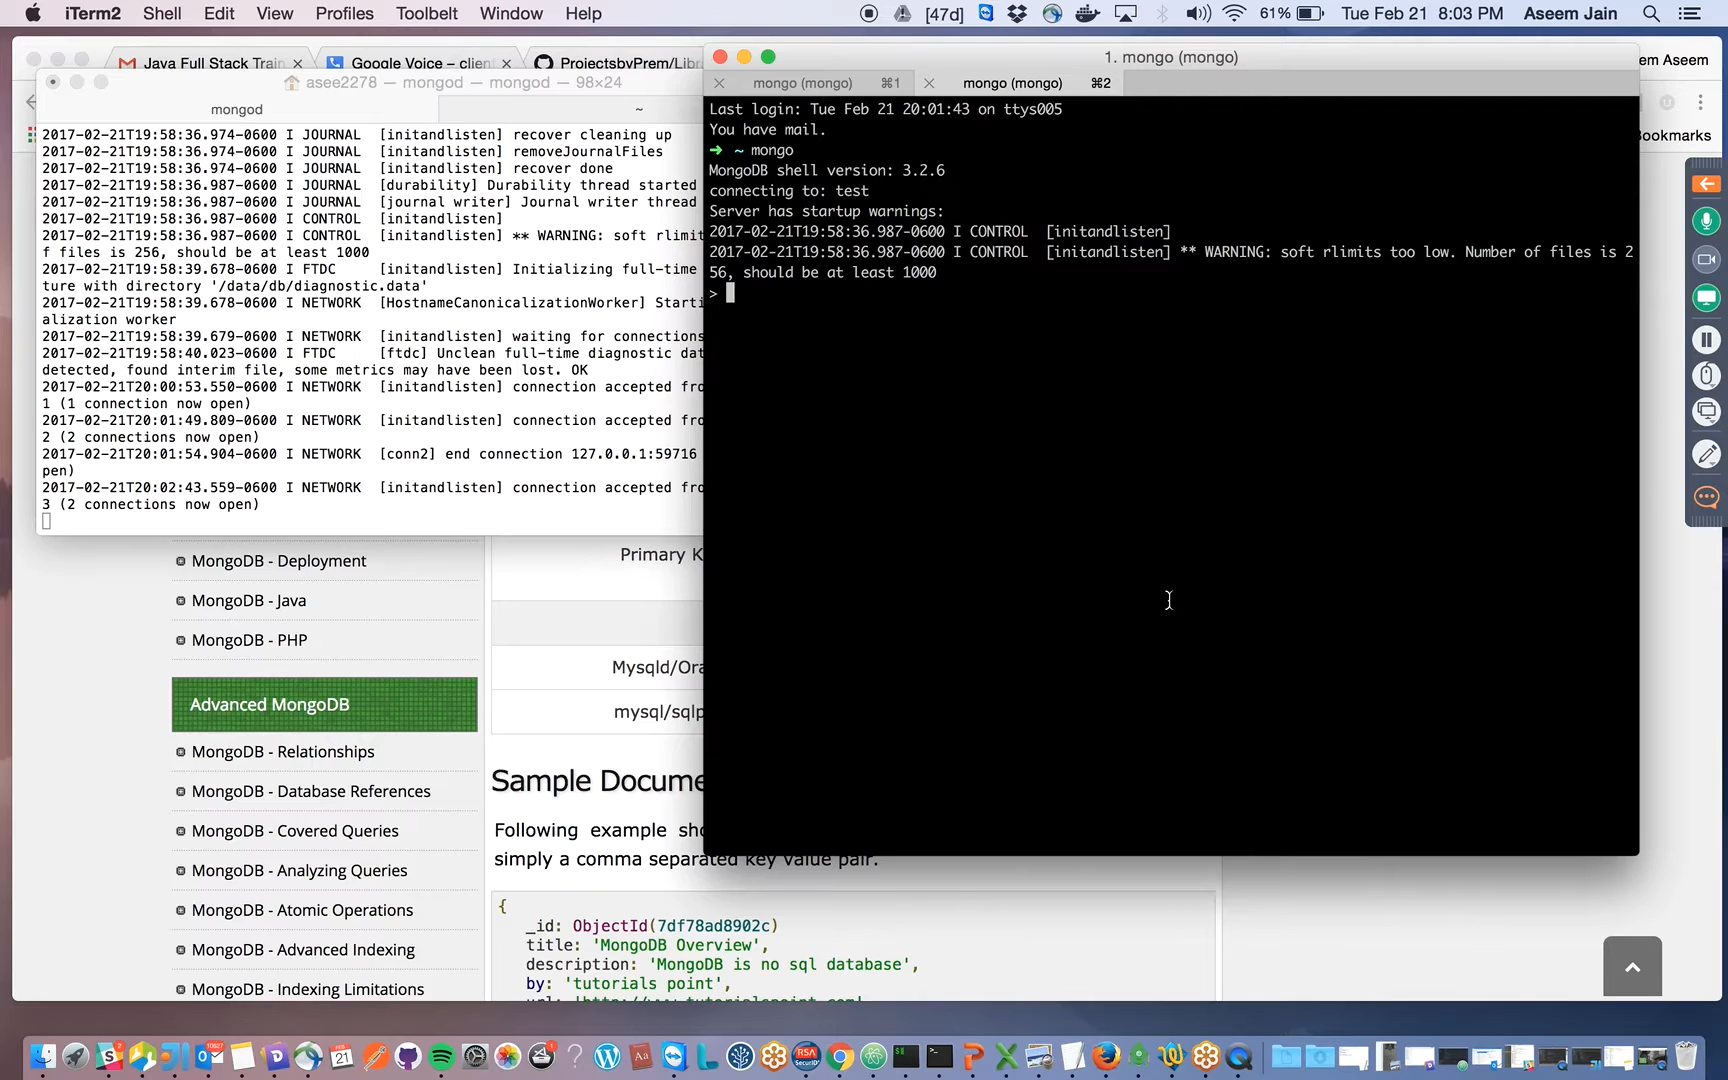 iTerm2 Shell Edit View Profiles Toolbelt Window Help
[47d] 61% Tue Feb 21 8:03 PM Aseem Jain
Java Full Stack Train
Google Voice – clien
ProjectsbyPrem/Libr
em Aseem
Bookmarks
asee2278 — mongod — mongod — 98×24
mongod
~
2017-02-21T19:58:36.974-0600 I JOURNAL [initandlisten] recover cleaning up
2017-02-21T19:58:36.974-0600 I JOURNAL [initandlisten] removeJournalFiles
2017-02-21T19:58:36.974-0600 I JOURNAL [initandlisten] recover done
2017-02-21T19:58:36.987-0600 I JOURNAL [durability] Durability thread started
2017-02-21T19:58:36.987-0600 I JOURNAL [journal writer] Journal writer thread
2017-02-21T19:58:36.987-0600 I CONTROL [initandlisten]
2017-02-21T19:58:36.987-0600 I CONTROL [initandlisten] ** WARNING: soft rlimit
f files is 256, should be at least 1000
2017-02-21T19:58:39.678-0600 I FTDC [initandlisten] Initializing full-time
ture with directory '/data/db/diagnostic.data'
2017-02-21T19:58:39.678-0600 I NETWORK [HostnameCanonicalizationWorker] Starti
alization worker
2017-02-21T19:58:39.679-0600 I NETWORK [initandlisten] waiting for connections
2017-02-21T19:58:40.023-0600 I FTDC [ftdc] Unclean full-time diagnostic dat
detected, found interim file, some metrics may have been lost. OK
2017-02-21T20:00:53.550-0600 I NETWORK [initandlisten] connection accepted fro
1 (1 connection now open)
2017-02-21T20:01:49.809-0600 I NETWORK [initandlisten] connection accepted fro
2 (2 connections now open)
2017-02-21T20:01:54.904-0600 I NETWORK [conn2] end connection 127.0.0.1:59716
pen)
2017-02-21T20:02:43.559-0600 I NETWORK [initandlisten] connection accepted fro
3 (2 connections now open)
1. mongo (mongo)
mongo (mongo) ⌘1
mongo (mongo) ⌘2
Last login: Tue Feb 21 20:01:43 on ttys005
You have mail.
➜ ~ mongo
MongoDB shell version: 3.2.6
connecting to: test
Server has startup warnings:
2017-02-21T19:58:36.987-0600 I CONTROL [initandlisten]
2017-02-21T19:58:36.987-0600 I CONTROL [initandlisten] ** WARNING: soft rlimits too low. Number of files is 2
56, should be at least 1000
>
MongoDB - Deployment
MongoDB - Java
MongoDB - PHP
Advanced MongoDB
MongoDB - Relationships
MongoDB - Database References
MongoDB - Covered Queries
MongoDB - Analyzing Queries
MongoDB - Atomic Operations
MongoDB - Advanced Indexing
MongoDB - Indexing Limitations
Primary K
Mysqld/Ora
mysql/sqlp
Sample Docume
Following example sho
simply a comma separated key value pair.
{
_id: ObjectId(7df78ad8902c)
title: 'MongoDB Overview',
description: 'MongoDB is no sql database',
by: 'tutorials point',
url: 'http://www.tutorialspoint.com'